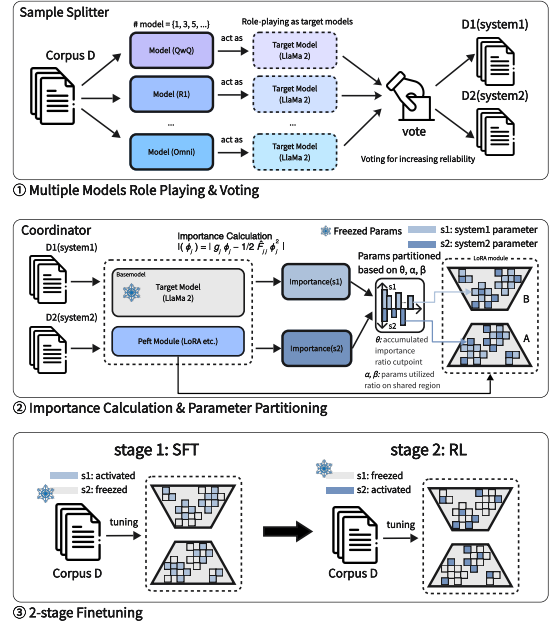 Sample Splitter
# model = {1, 3, 5, ...}
Role-playing as target models
D1(system1)
Corpus D
Model (QwQ)
act as
Target Model
(LlaMa 2)
Model (R1)
act as
Target Model
(LlaMa 2)
...
...
Model (Omni)
act as
Target Model
(LlaMa 2)
vote
D2(system2)
Voting for increasing reliability
① Multiple Models Role Playing & Voting
Coordinator
D1(system1)
Importance Calculation
I( ϕj ) = | gj ϕj − 1/2 F̂jj ϕj² |
Freezed Params
s1: system1 parameter
s2: system2 parameter
Basemodel
Target Model
(LlaMa 2)
Importance(s1)
Params partitioned
based on θ, α, β
LoRA module
s1
s2
B
A
D2(system2)
Peft Module (LoRA etc.)
Importance(s2)
θ: accumulated
importance
ratio cutpoint
α, β: params
utilized
ratio on shared
region
② Importance Calculation & Parameter Partitioning
stage 1: SFT
s1: activated
s2: freezed
tuning
Corpus D
stage 2: RL
s1: freezed
s2: activated
tuning
Corpus D
③ 2-stage Finetuning